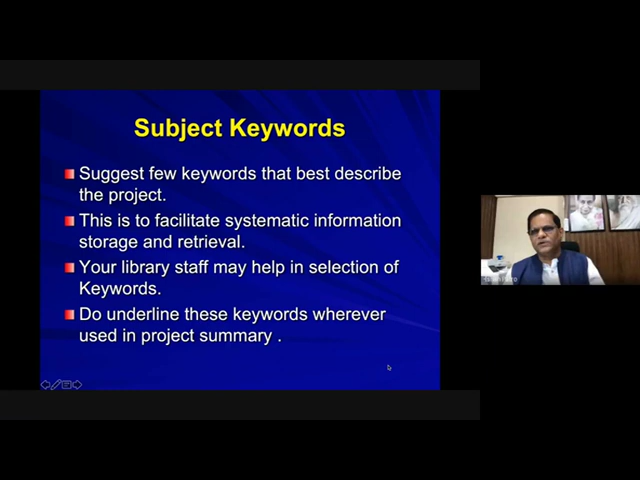 Subject Keywords
Suggest few keywords that best describe
the project.
This is to facilitate systematic information
storage and retrieval.
Your library staff may help in selection of
Keywords.
Do underline these keywords wherever
used in project summary .